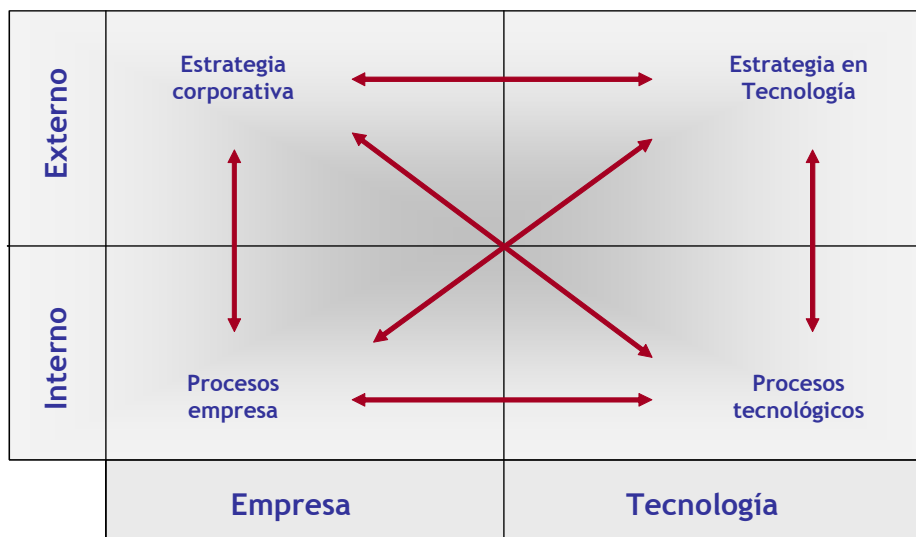 Externo
Estrategia
corporativa
Estrategia en
Tecnología
Interno
Procesos
empresa
Procesos
tecnológicos
Empresa
Tecnología